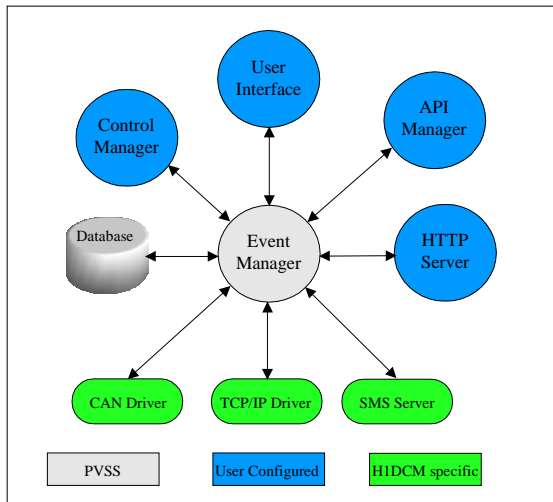 User
Interface
Control
Manager
API
Manager
Database
Event
Manager
HTTP
Server
CAN Driver
TCP/IP Driver
SMS Server
PVSS
User Configured
H1DCM specific